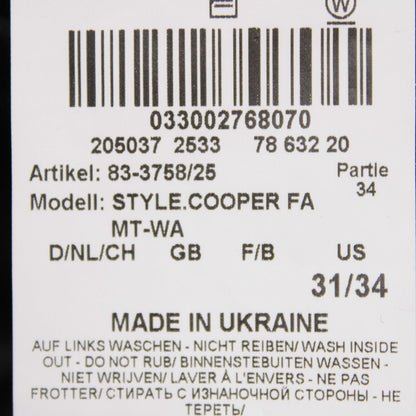 W
033002768070
205037 2533 78 632 20
Artikel: 83-3758/25 Partie
34
Modell: STYLE.COOPER FA
MT-WA
D/NL/CH GB F/B US
31/34
MADE IN UKRAINE
AUF LINKS WASCHEN - NICHT REIBEN/ WASH INSIDE
OUT - DO NOT RUB/ BINNENSTEBUITEN WASSEN -
NIET WRIJVEN/ LAVER À L'ENVERS - NE PAS
FROTTER/ СТИРАТЬ С ИЗНАНОЧНОЙ СТОРОНЫ - НЕ
ТЕРЕТЬ/